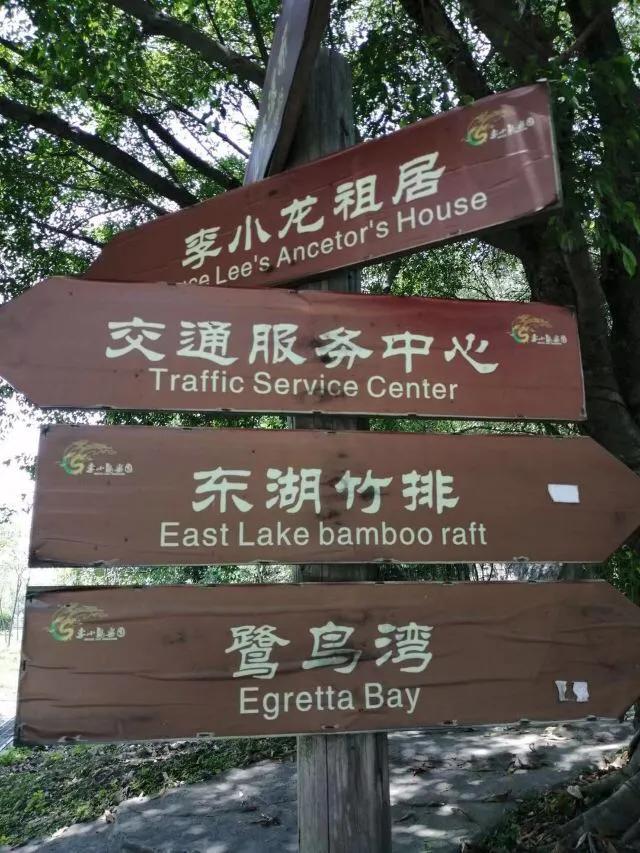 李小龙祖居
Lee's Ancetor's House
交通服务中心
Traffic Service Center
东湖竹排
East Lake bamboo raft
鹭鸟湾
Egretta Bay